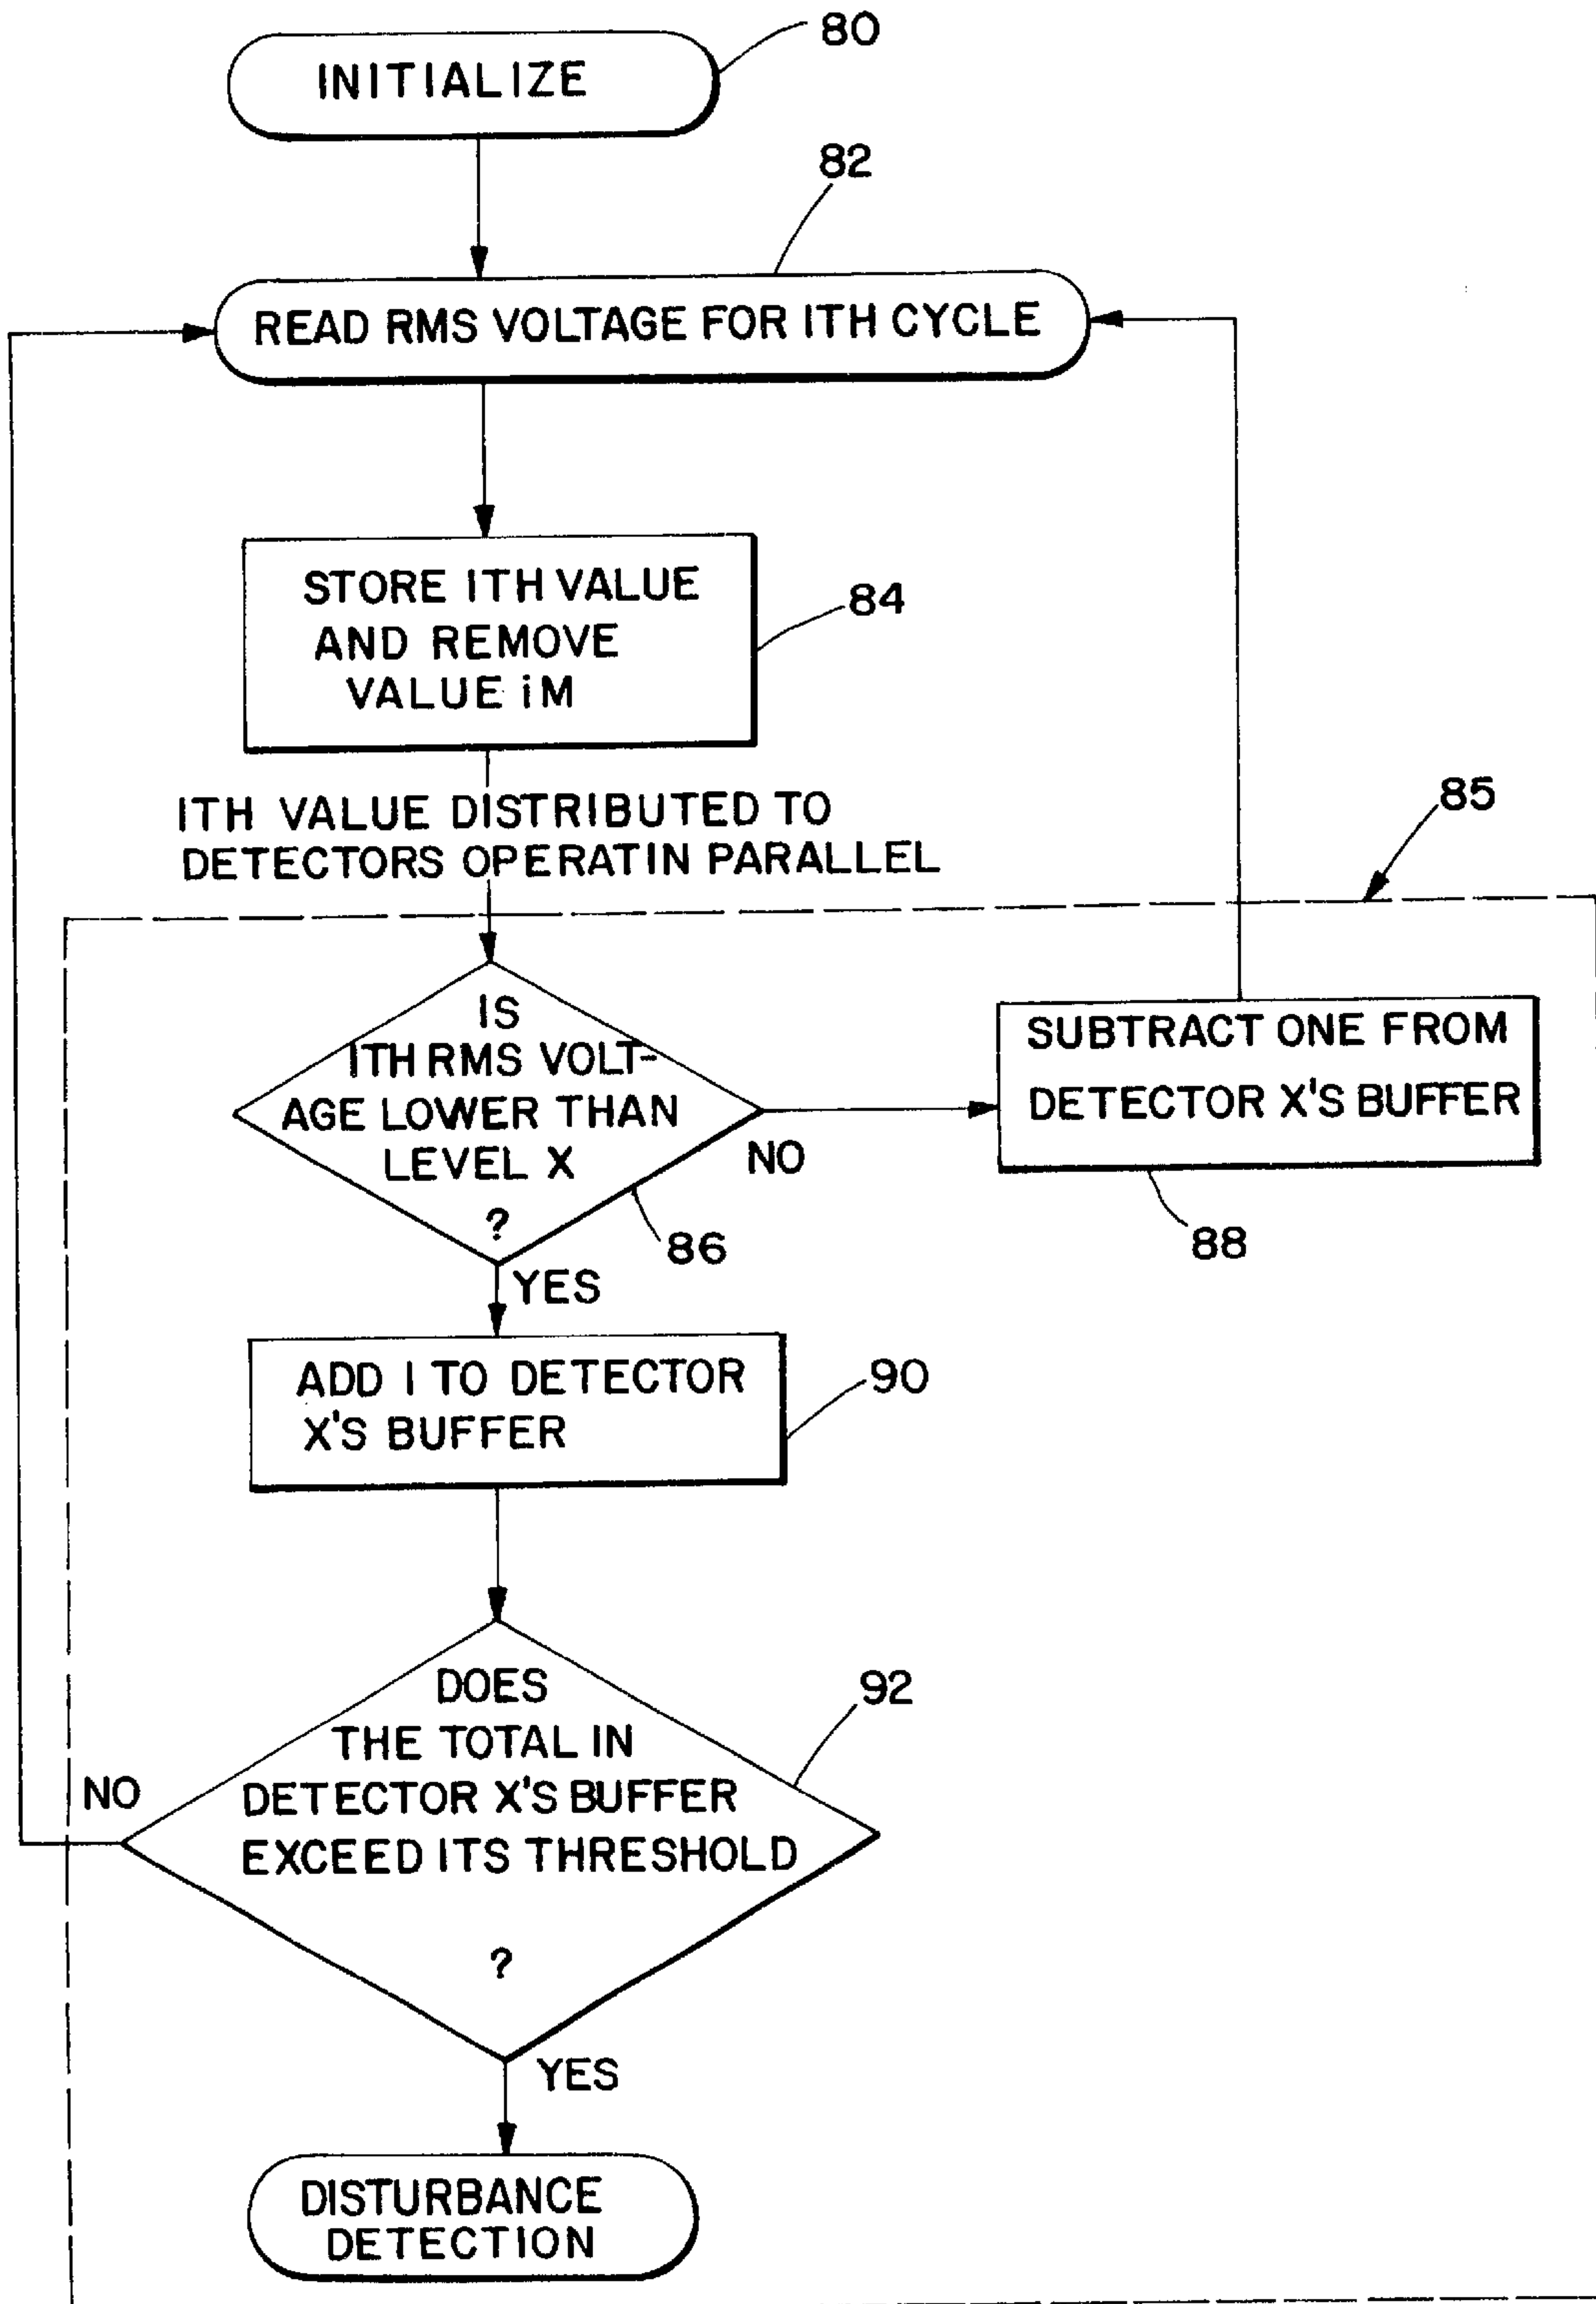 INITIALIZE
80
82
READ RMS VOLTAGE FOR ITH CYCLE
STORE ITH VALUE
AND REMOVE
VALUE iM
84
ITH VALUE DISTRIBUTED TO
DETECTORS OPERATIN PARALLEL
85
IS
ITH RMS VOLT-
AGE LOWER THAN
LEVEL X
?
86
NO
SUBTRACT ONE FROM
DETECTOR X'S BUFFER
88
YES
ADD 1 TO DETECTOR
X'S BUFFER
90
DOES
THE TOTAL IN
DETECTOR X'S BUFFER
EXCEED ITS THRESHOLD
?
92
NO
YES
DISTURBANCE
DETECTION